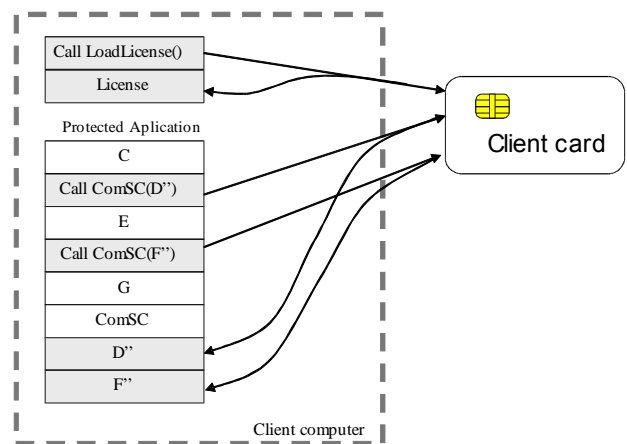 Call LoadLicense()
License
Protected Aplication
C
Call ComSC(D’’)
E
Call ComSC(F’’)
G
ComSC
D’’
F’’
Client card
Client computer